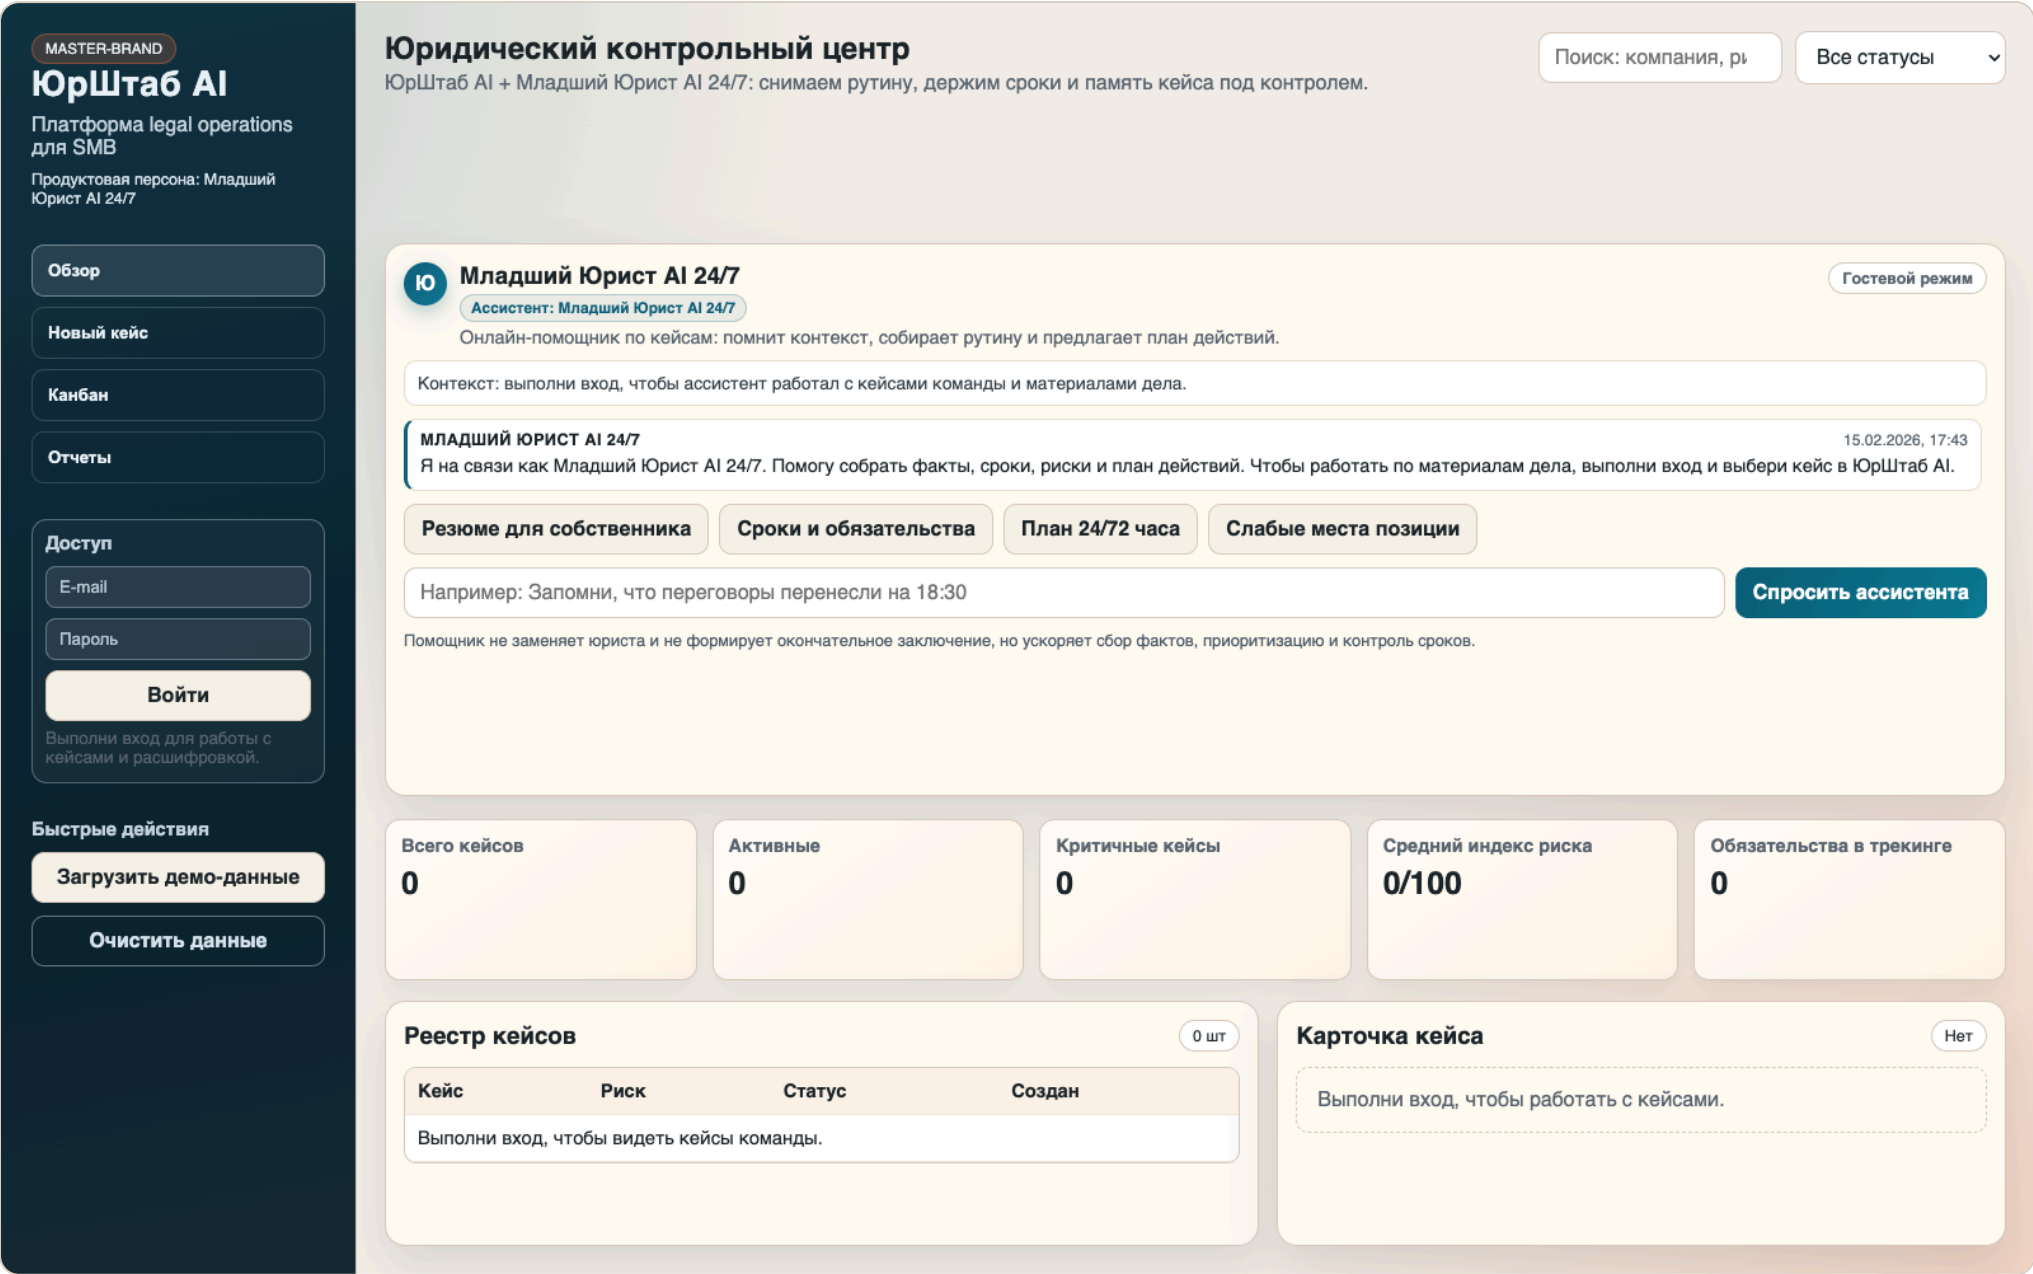 MASTER-BRAND
ЮрШтаб AI
Платформа legal operations
для SMB
Продуктовая персона: Младший
Юрист AI 24/7
Обзор
Новый кейс
Канбан
Отчеты
Доступ
E-mail
Пароль
Войти
Выполни вход для работы с
кейсами и расшифровкой.
Быстрые действия
Загрузить демо-данные
Очистить данные
Юридический контрольный центр
ЮрШтаб AI + Младший Юрист AI 24/7: снимаем рутину, держим сроки и память кейса под контролем.
Поиск: компания, ри
Все статусы
Ю
Младший Юрист AI 24/7
Ассистент: Младший Юрист AI 24/7
Онлайн-помощник по кейсам: помнит контекст, собирает рутину и предлагает план действий.
Гостевой режим
Контекст: выполни вход, чтобы ассистент работал с кейсами команды и материалами дела.
МЛАДШИЙ ЮРИСТ AI 24/7
15.02.2026, 17:43
Я на связи как Младший Юрист AI 24/7. Помогу собрать факты, сроки, риски и план действий. Чтобы работать по материалам дела, выполни вход и выбери кейс в ЮрШтаб AI.
Резюме для собственника
Сроки и обязательства
План 24/72 часа
Слабые места позиции
Например: Запомни, что переговоры перенесли на 18:30
Спросить ассистента
Помощник не заменяет юриста и не формирует окончательное заключение, но ускоряет сбор фактов, приоритизацию и контроль сроков.
Всего кейсов
0
Активные
0
Критичные кейсы
0
Средний индекс риска
0/100
Обязательства в трекинге
0
Реестр кейсов
0 шт
Кейс Риск Статус Создан
Выполни вход, чтобы видеть кейсы команды.
Карточка кейса
Нет
Выполни вход, чтобы работать с кейсами.